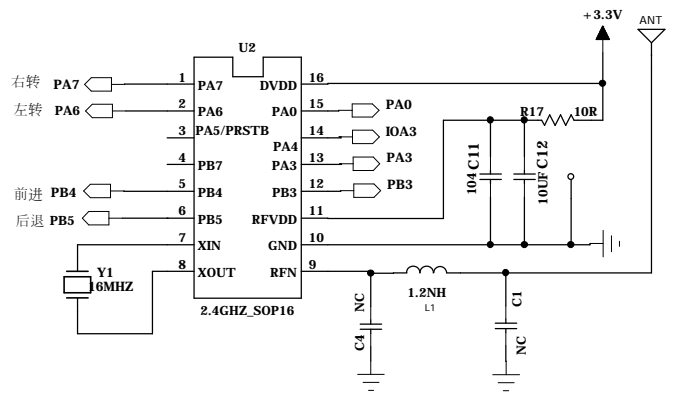 +3.3V
ANT
U2
右转 PA7 1 PA7 DVDD 16
左转 PA6 2 PA6 PA0 15 PA0
R17 10R
3 PA5/PRSTB PA4 14 IOA3
4 PB7 PA3 13 PA3
104 C11
10UF C12
前进 PB4 5 PB4 PB3 12 PB3
后退 PB5 6 PB5 RFVDD 11
7 XIN GND 10
8 XOUT RFN 9
Y1
16MHZ
1.2NH
L1
C4 NC
C1
NC
2.4GHZ_SOP16